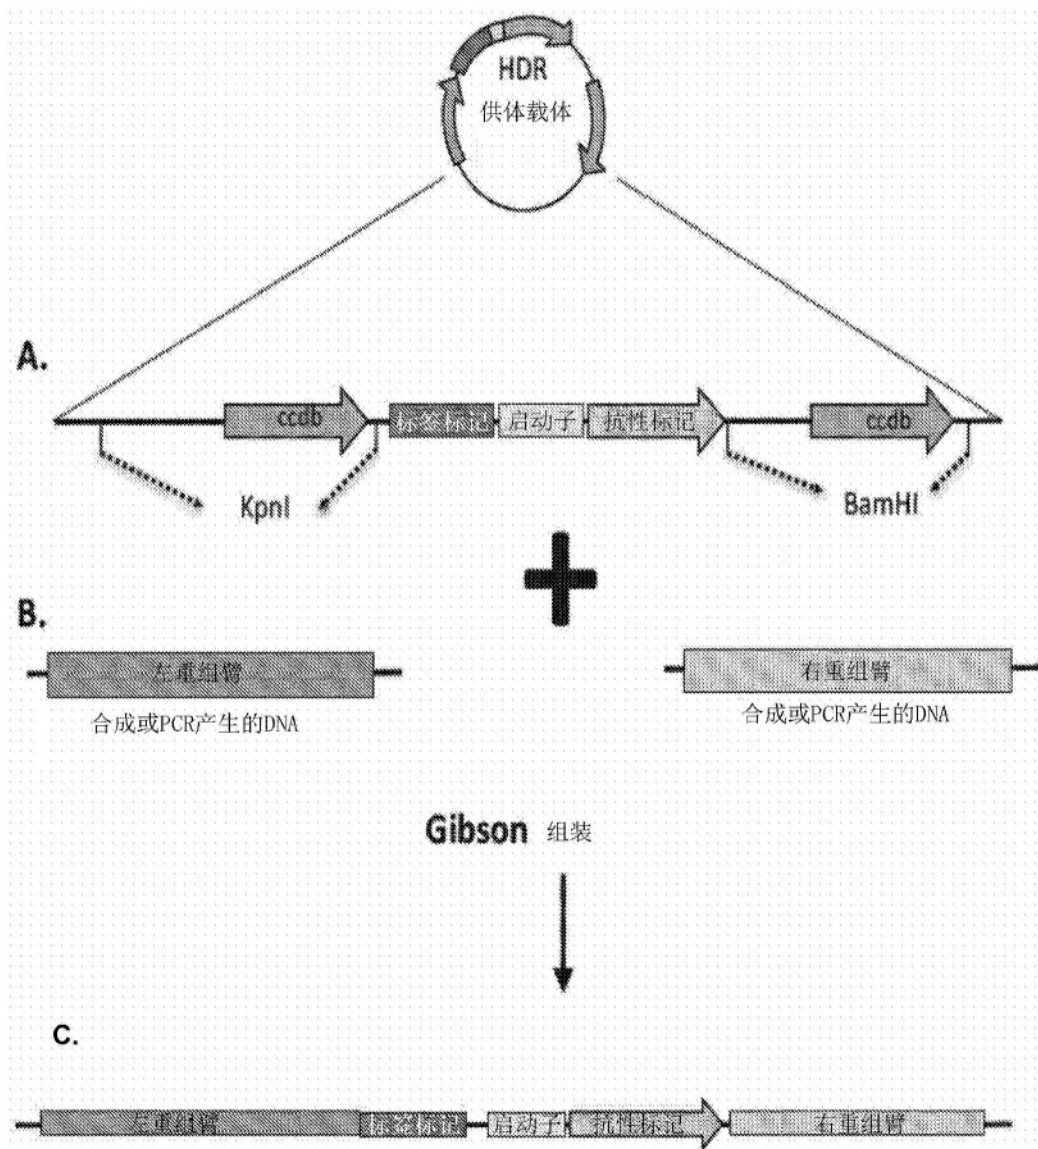 HDR
供体载体
A.
ccdb 标签标记 启动子 抗性标记 ccdb
KpnI BamHI
B.
左重组臂 右重组臂
合成或PCR产生的DNA 合成或PCR产生的DNA
Gibson 组装
C.
左重组臂 标签标记 启动子 抗性标记 右重组臂